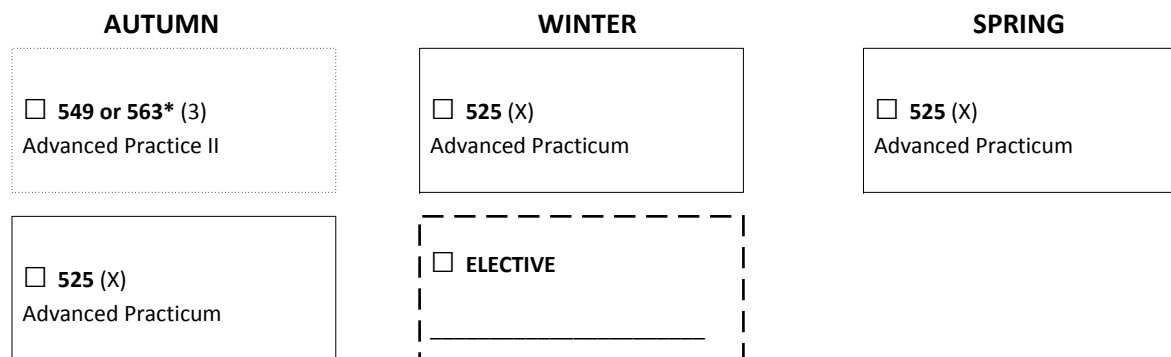 AUTUMN
☐ 549 or 563* (3)
Advanced Practice II
☐ 525 (X)
Advanced Practicum
WINTER
☐ 525 (X)
Advanced Practicum
☐ ELECTIVE
_______________________
SPRING
☐ 525 (X)
Advanced Practicum